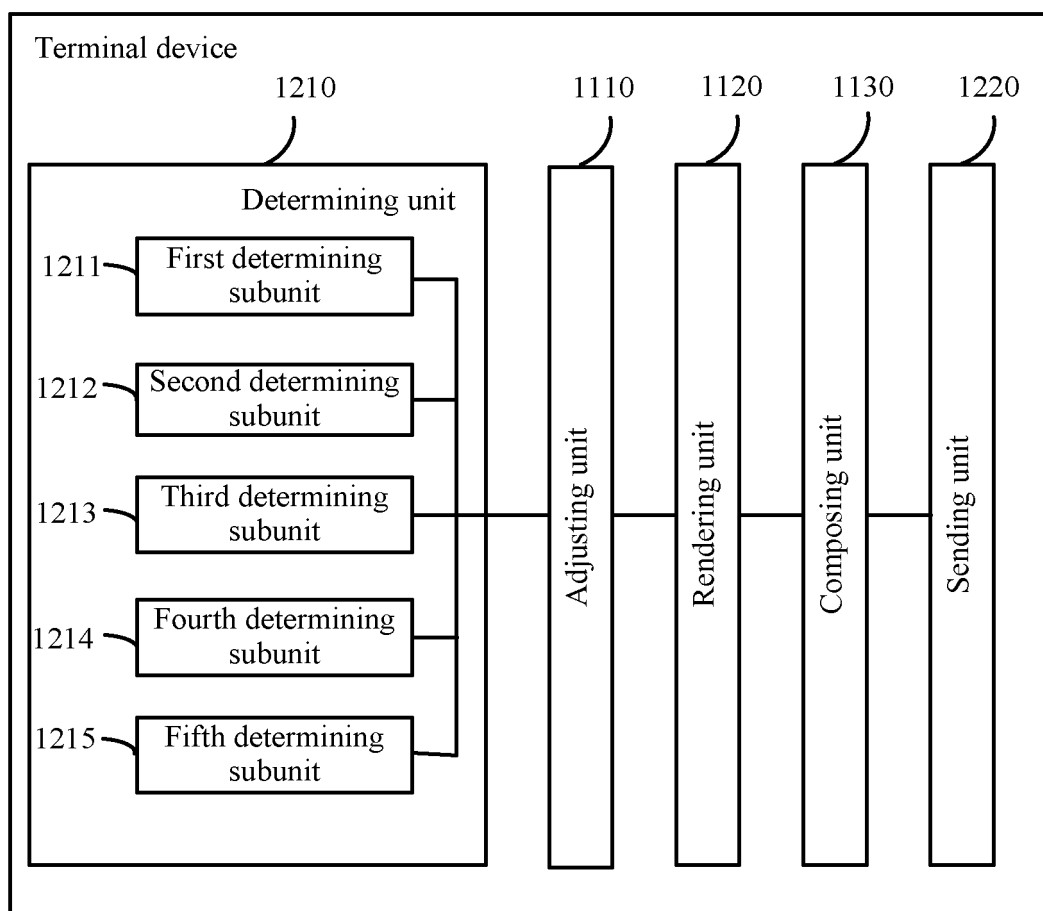 Terminal device
1210
1110
1120
1130
1220
Determining unit
1211
First determining
subunit
1212
Second determining
subunit
1213
Third determining
subunit
1214
Fourth determining
subunit
1215
Fifth determining
subunit
Adjusting unit
Rendering unit
Composing unit
Sending unit